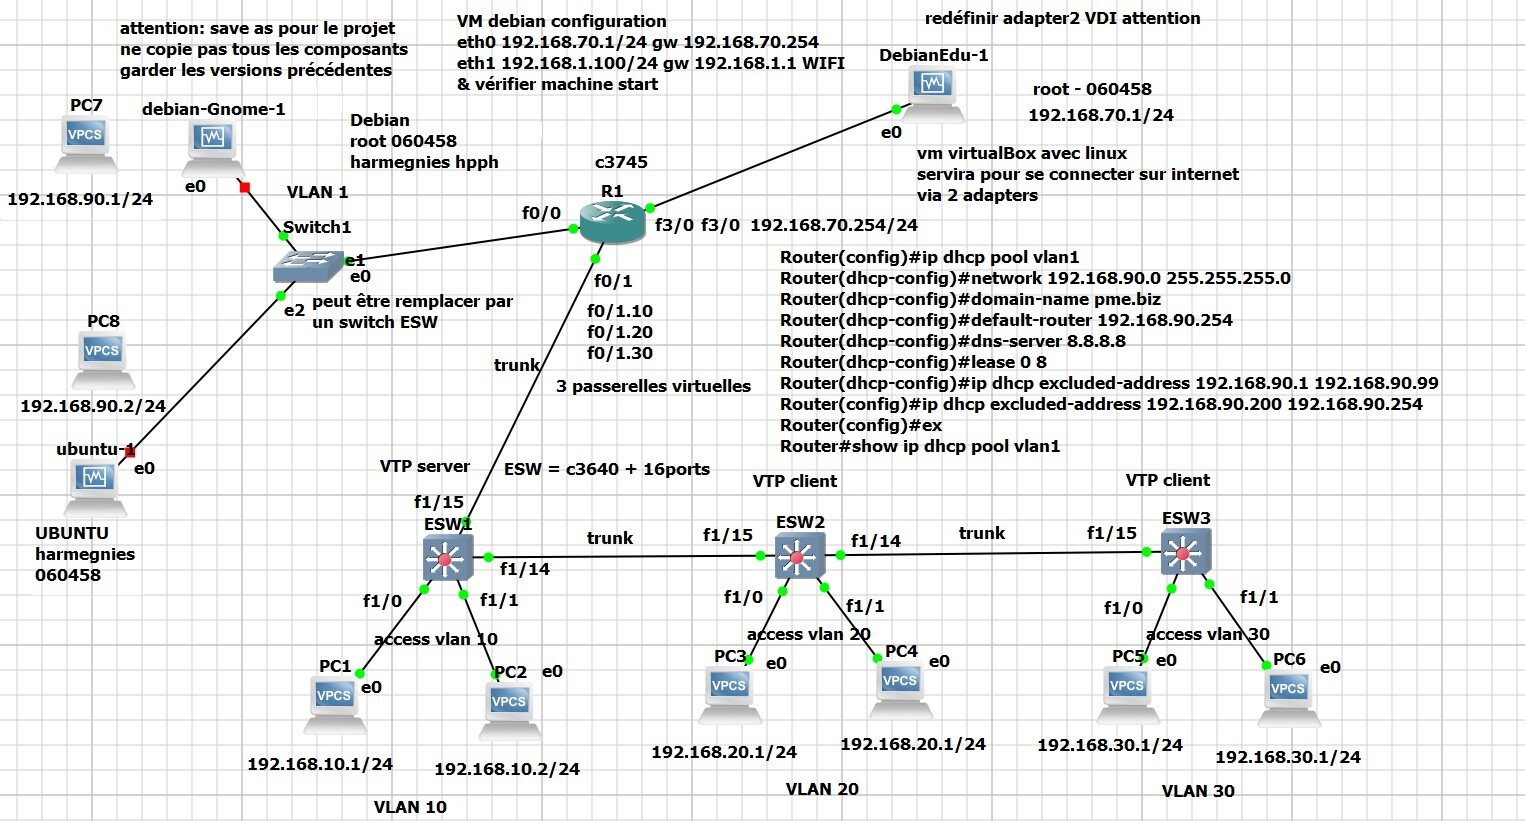 attention: save as pour le projet
ne copie pas tous les composants
garder les versions précédentes
VM debian configuration
eth0 192.168.70.1/24 gw 192.168.70.254
eth1 192.168.1.100/24 gw 192.168.1.1 WIFI
& vérifier machine start
redéfinir adapter2 VDI attention
DebianEdu-1
root - 060458
192.168.70.1/24
e0
vm virtualBox avec linux
servira pour se connecter sur internet
via 2 adapters
PC7
VPCS
192.168.90.1/24
debian-Gnome-1
e0
Debian
root 060458
harmegnies hpph
VLAN 1
Switch1
e1
e0
e2
peut être remplacer par
un switch ESW
c3745
R1
f0/0
f3/0 f3/0 192.168.70.254/24
f0/1
f0/1.10
f0/1.20
f0/1.30
trunk
3 passerelles virtuelles
Router(config)#ip dhcp pool vlan1
Router(dhcp-config)#network 192.168.90.0 255.255.255.0
Router(dhcp-config)#domain-name pme.biz
Router(dhcp-config)#default-router 192.168.90.254
Router(dhcp-config)#dns-server 8.8.8.8
Router(dhcp-config)#lease 0 8
Router(dhcp-config)#ip dhcp excluded-address 192.168.90.1 192.168.90.99
Router(config)#ip dhcp excluded-address 192.168.90.200 192.168.90.254
Router(config)#ex
Router#show ip dhcp pool vlan1
PC8
VPCS
192.168.90.2/24
ubuntu-1
e0
UBUNTU
harmegnies
060458
VTP server
ESW = c3640 + 16ports
VTP client
VTP client
f1/15
ESW1
f1/14
trunk
f1/15
ESW2
f1/14
trunk
f1/15
ESW3
f1/0
f1/1
access vlan 10
f1/0
f1/1
access vlan 20
f1/0
f1/1
access vlan 30
PC1
e0
VPCS
192.168.10.1/24
PC2
e0
VPCS
192.168.10.2/24
VLAN 10
PC3
e0
VPCS
192.168.20.1/24
PC4
e0
VPCS
192.168.20.1/24
VLAN 20
PC5
e0
VPCS
192.168.30.1/24
PC6
e0
VPCS
192.168.30.1/24
VLAN 30